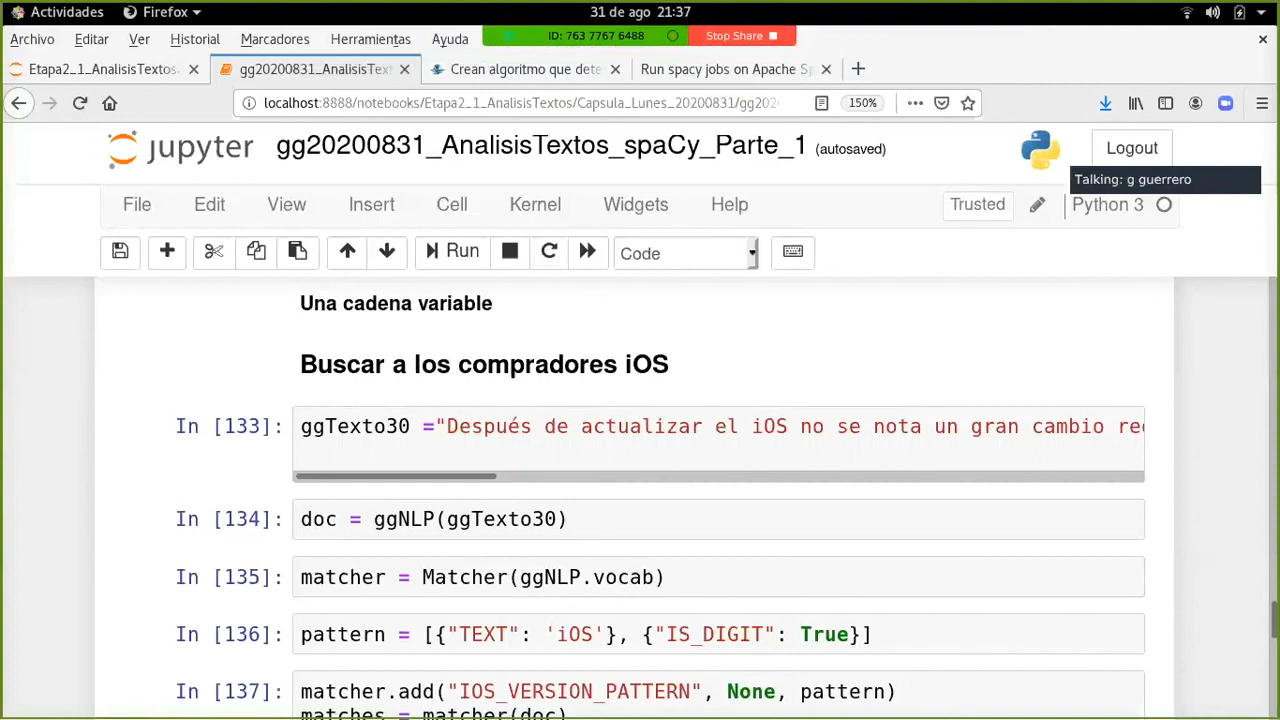 Actividades Firefox 31 de ago 21:37
Archivo Editar Ver Historial Marcadores Herramientas Ayuda ID: 763 7767 6488 Stop Share
Etapa2_1_AnalisisTextos. gg20200831_AnalisisText Crean algoritmo que dete Run spacy jobs on Apache Sp
localhost:8888/notebooks/Etapa2_1_AnalisTextos/Capsula_Lunes_20200831/gg202 150%
jupyter gg20200831_AnalisisTextos_spaCy_Parte_1 (autosaved) Logout
Talking: g guerrero
File Edit View Insert Cell Kernel Widgets Help Trusted Python 3
Run Code
Una cadena variable
Buscar a los compradores iOS
In [133]: ggTexto30 ="Después de actualizar el iOS no se nota un gran cambio re
In [134]: doc = ggNLP(ggTexto30)
In [135]: matcher = Matcher(ggNLP.vocab)
In [136]: pattern = [{"TEXT": 'iOS'}, {"IS_DIGIT": True}]
In [137]: matcher.add("IOS_VERSION_PATTERN", None, pattern)
matches = matcher(doc)